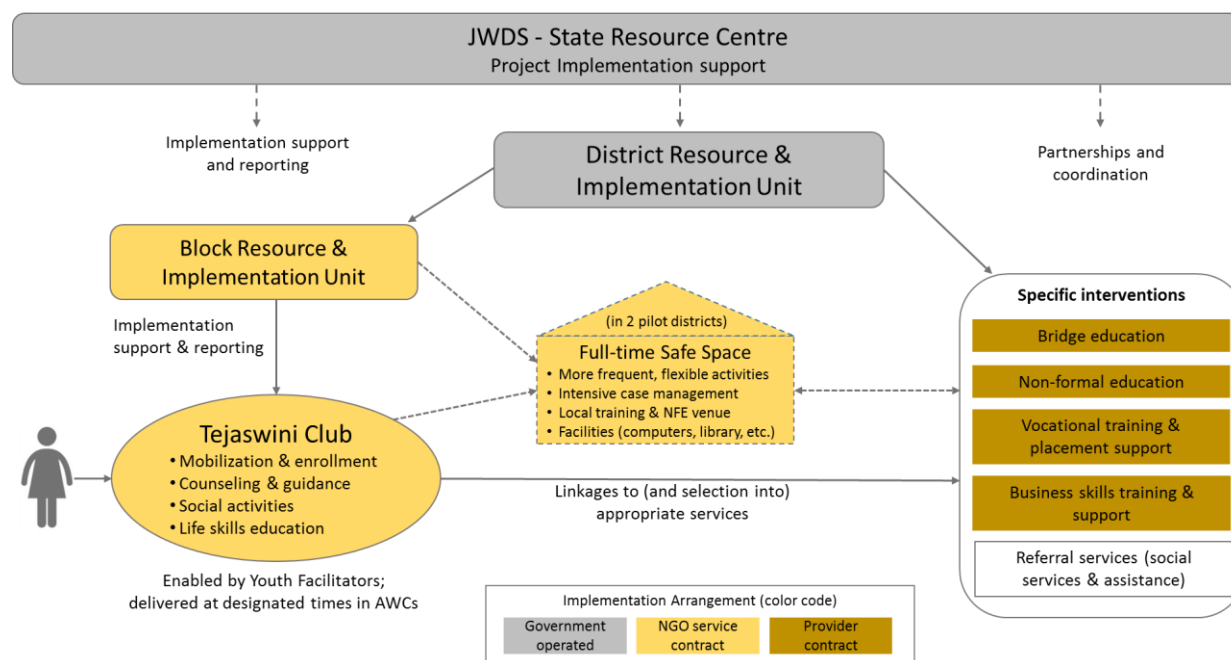 JWDS - State Resource Centre
Project Implementation support
Implementation support
and reporting
District Resource &
Implementation Unit
Partnerships and
coordination
Block Resource &
Implementation Unit
Implementation
support & reporting
(in 2 pilot districts)
Full-time Safe Space
• More frequent, flexible activities
• Intensive case management
• Local training & NFE venue
• Facilities (computers, library, etc.)
Specific interventions
Bridge education
Non-formal education
Vocational training &
placement support
Business skills training &
support
Referral services (social
services & assistance)
Tejaswini Club
• Mobilization & enrollment
• Counseling & guidance
• Social activities
• Life skills education
Linkages to (and selection into)
appropriate services
Enabled by Youth Facilitators;
delivered at designated times in AWCs
Implementation Arrangement (color code)
Government
operated
NGO service
contract
Provider
contract